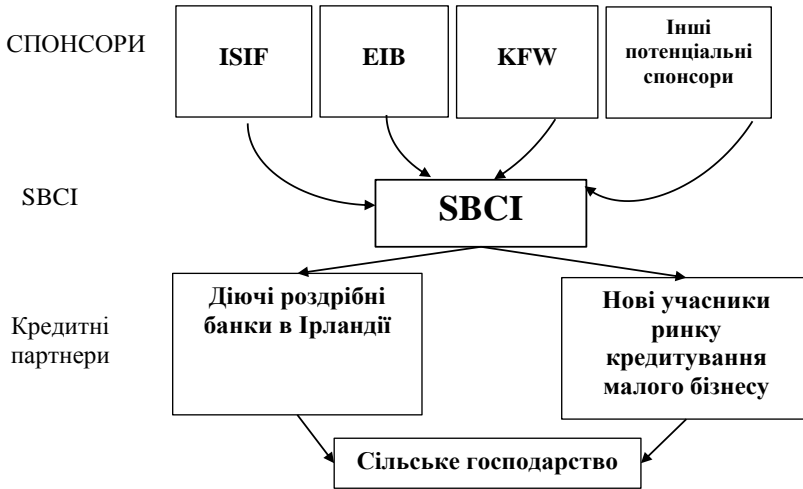 СПОНСОРИ
ISIF
EIB
KFW
Інші
потенціальні
спонсори
SBCI
SBCI
Кредитні
партнери
Діючі роздрібні
банки в Ірландії
Нові учасники
ринку
кредитування
малого бізнесу
Сільське господарство